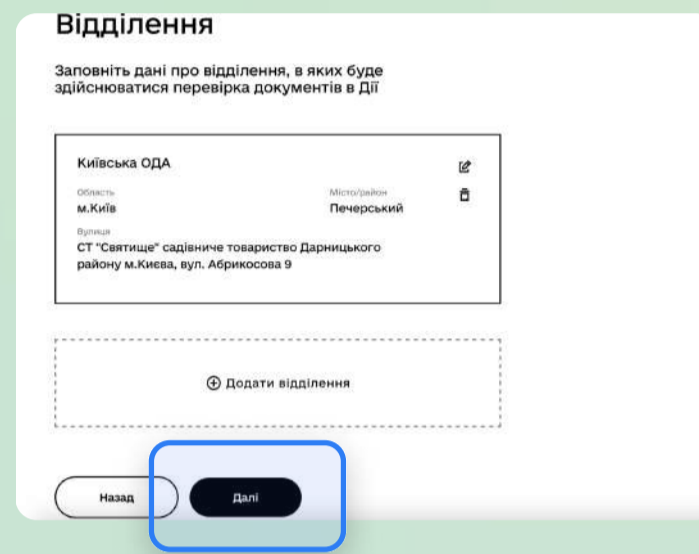 Відділення
Заповніть дані про відділення, в яких буде
здійснюватися перевірка документів в Дії
Київська ОДА
Область
Місто/район
м.Київ
Печерський
Вулиця
СТ "Святище" садівниче товариство Дарницького
району м.Києва, вул. Абрикосова 9
Додати відділення
Назад
Далі